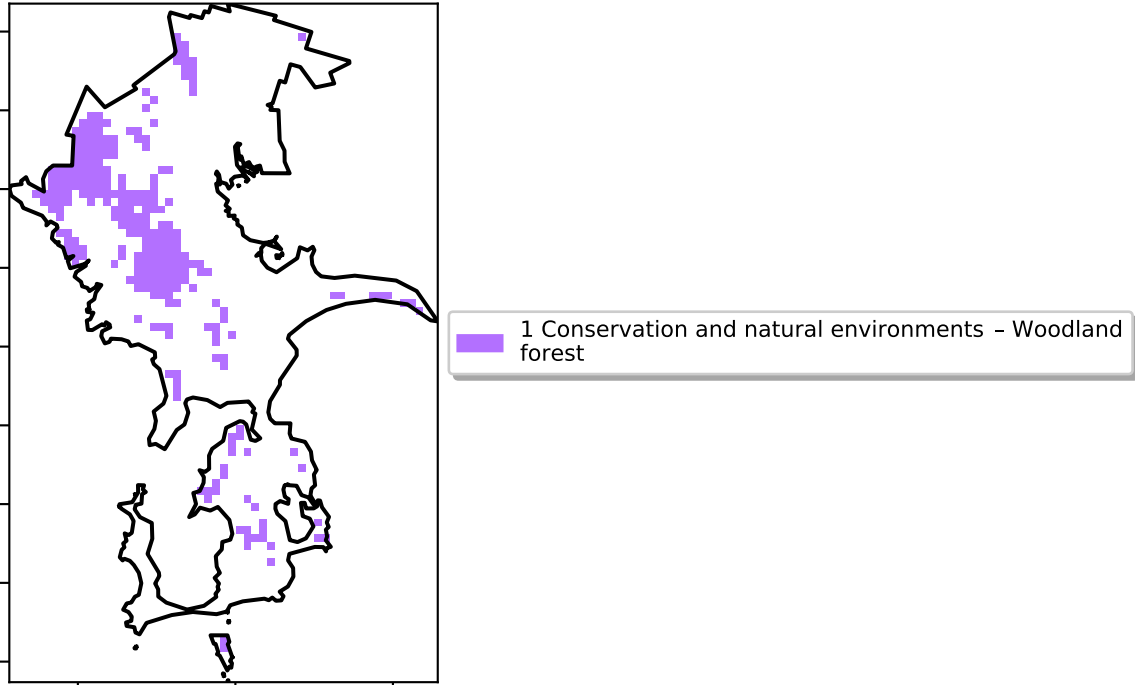 1 Conservation and natural environments – Woodland
forest